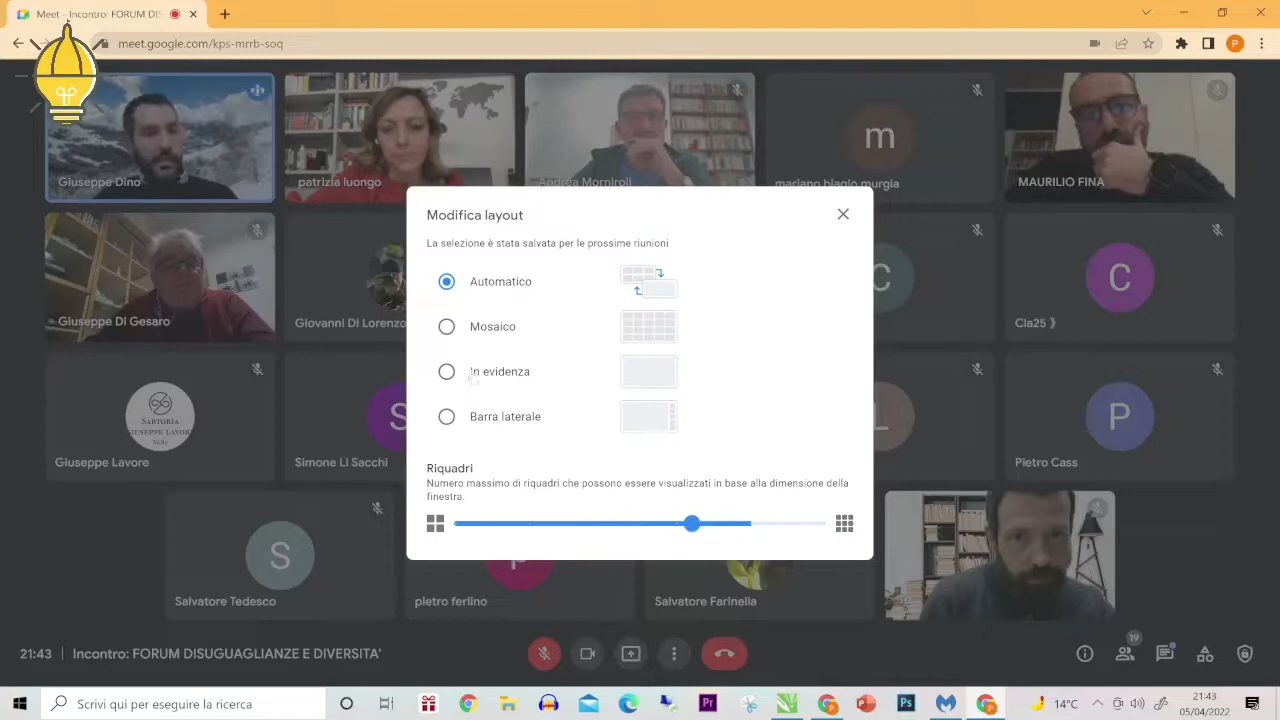 Meet - Incontro: FORUM DIS
meet.google.com/kps-mrrb-soq
Giuseppe Dino
patrizia luongo
Andrea Morniroli
m
mariano biagio murgia
MAURILIO FINA
Modifica layout
La selezione è stata salvata per le prossime riunioni
Automatico
Mosaico
In evidenza
Barra laterale
Riquadri
Numero massimo di riquadri che possono essere visualizzati in base alla dimensione della
finestra.
Giuseppe DI Gesaro
Giovanni Di Lorenzo
C
C
Cla25 》
SARTORIA
GIUSEPPE LAVORE
Giuseppe Lavore
S
Simone Li Sacchi
L
P
Pietro Cass
S
Salvatore Tedesco
pietro ferlino
Salvatore Farinella
21:43 | Incontro: FORUM DISUGUAGLIANZE E DIVERSITA'
19
Scrivi qui per eseguire la ricerca
Pr
Ps
14°C
21:43
05/04/2022